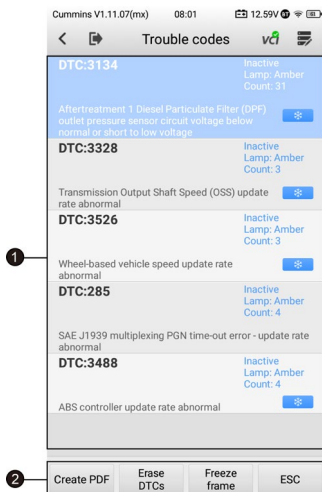 Cummins V1.11.07(mx) 08:01 12.59V
Trouble codes vci
DTC:3134 Inactive
Lamp: Amber
Count: 31
Aftertreatment 1 Diesel Particulate Filter (DPF)
outlet pressure sensor circuit voltage below
normal or short to low voltage
DTC:3328 Inactive
Lamp: Amber
Count: 3
Transmission Output Shaft Speed (OSS) update
rate abnormal
DTC:3526 Inactive
Lamp: Amber
Count: 3
1
Wheel-based vehicle speed update rate
abnormal
DTC:285 Inactive
Lamp: Amber
Count: 4
SAE J1939 multiplexing PGN time-out error - update rate
abnormal
DTC:3488 Inactive
Lamp: Amber
Count: 4
ABS controller update rate abnormal
2
Create PDF
Erase
DTCs
Freeze
frame
ESC